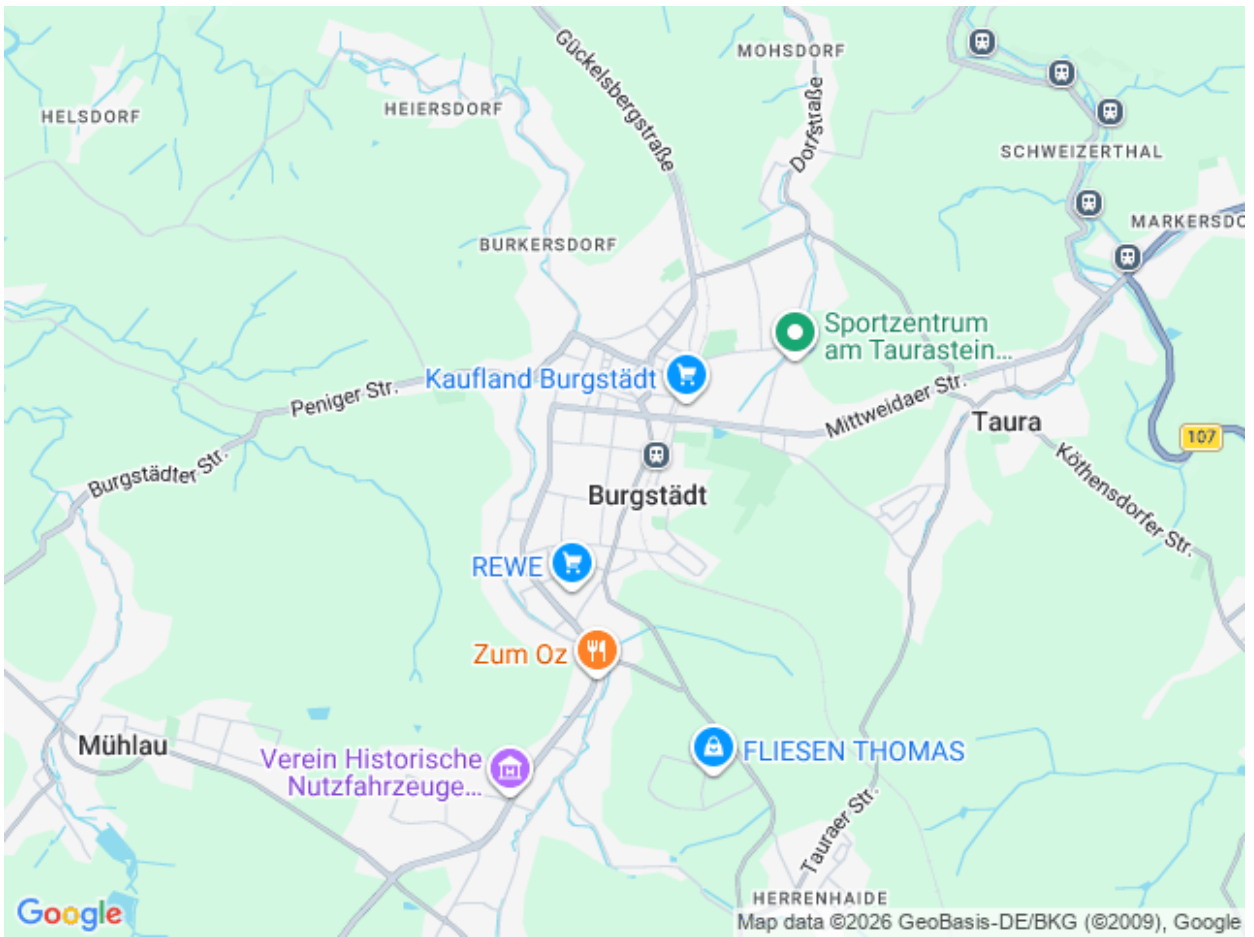 MOHSDORF
Gückelsbergstraße
HEIERSDORF
HELSDORF
Dorfstraße
SCHWEIZERTHAL
MARKERSDO
BURKERSDORF
Sportzentrum
am Taurastein...
Kaufland Burgstädt
Peniger Str.
Mittweidaer Str.
Taura
107
Burgstädter Str.
Burgstädt
Köthensdorfer Str.
REWE
Zum Oz
Mühlau
Verein Historische
Nutzfahrzeuge...
FLIESEN THOMAS
Tauraer Str.
HERRENHAIDE
Google
Map data ©2026 GeoBasis-DE/BKG (©2009), Google